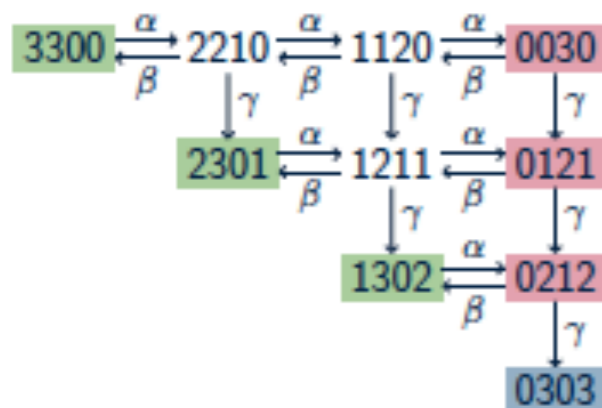 α α α
3300 2210 1120 0030
β β β
γ γ γ
α α
2301 1211 0121
β β
γ γ
α
1302 0212
β
γ
0303